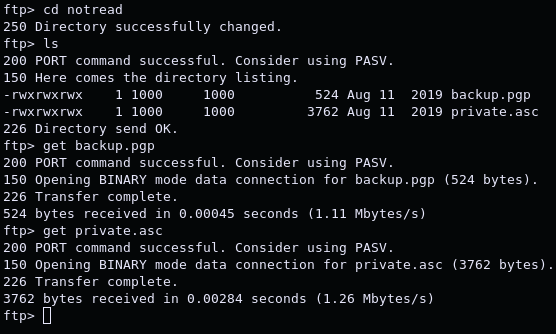 ftp> cd notread
250 Directory successfully changed.
ftp> ls
200 PORT command successful. Consider using PASV.
150 Here comes the directory listing.
-rwxrwxrwx    1 1000     1000          524 Aug 11  2019 backup.pgp
-rwxrwxrwx    1 1000     1000         3762 Aug 11  2019 private.asc
226 Directory send OK.
ftp> get backup.pgp
200 PORT command successful. Consider using PASV.
150 Opening BINARY mode data connection for backup.pgp (524 bytes).
226 Transfer complete.
524 bytes received in 0.00045 seconds (1.11 Mbytes/s)
ftp> get private.asc
200 PORT command successful. Consider using PASV.
150 Opening BINARY mode data connection for private.asc (3762 bytes).
226 Transfer complete.
3762 bytes received in 0.00284 seconds (1.26 Mbytes/s)
ftp>